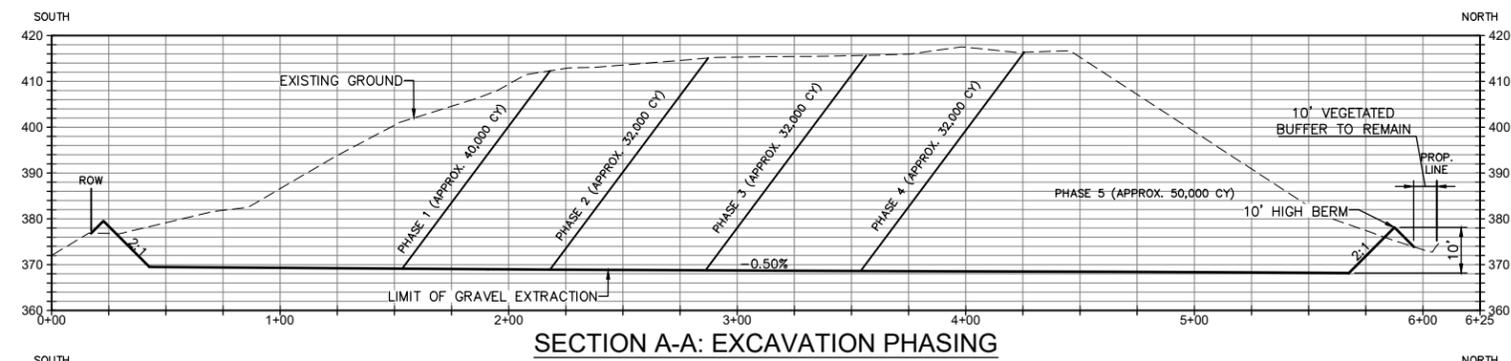 SOUTH
NORTH
420
420
410
410
400
400
390
390
380
380
370
370
360
360
EXISTING GROUND
10' VEGETATED
BUFFER TO REMAIN
PROP.
LINE
ROW
PHASE 1 (APPROX. 40,000 CY)
PHASE 2 (APPROX. 32,000 CY)
PHASE 3 (APPROX. 32,000 CY)
PHASE 4 (APPROX. 32,000 CY)
PHASE 5 (APPROX. 50,000 CY)
10' HIGH BERM
2:1
2:1
10'
-0.50%
LIMIT OF GRAVEL EXTRACTION
0+00
1+00
2+00
3+00
4+00
5+00
6+00
6+25
SECTION A-A: EXCAVATION PHASING
SOUTH
NORTH